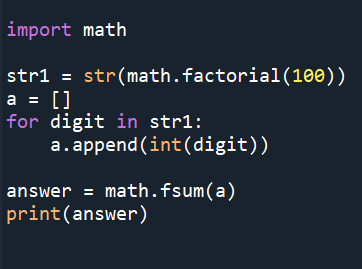 import math
str1 = str(math.factorial(100))
a = []
for digit in str1:
    a.append(int(digit))
answer = math.fsum(a)
print(answer)